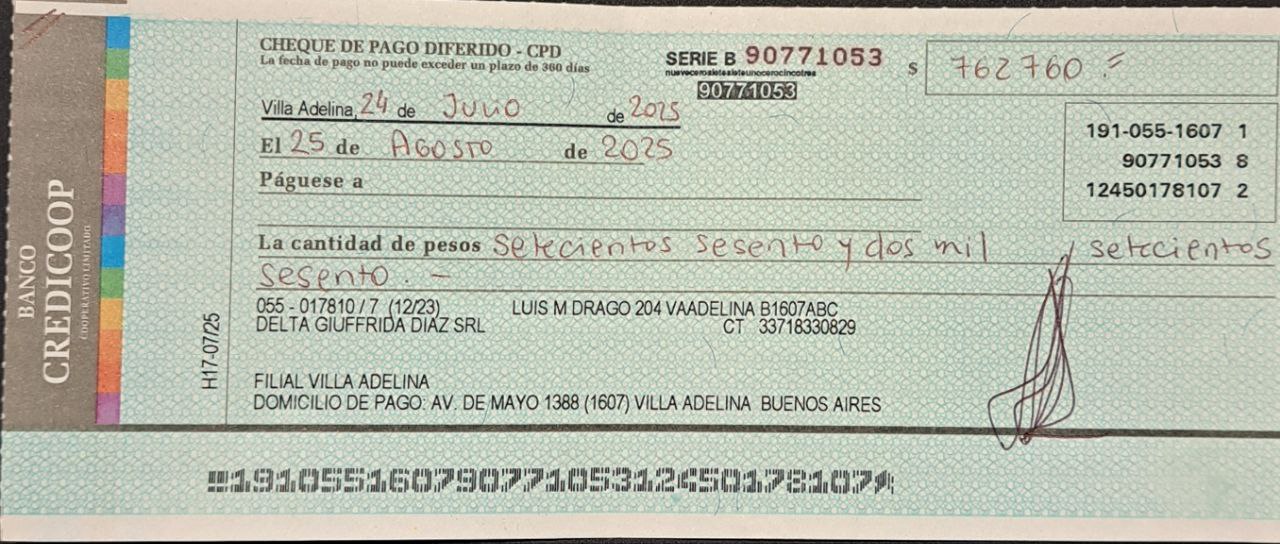 BANCO
CREDICOOP
COOPERATIVO LIMITADO
CHEQUE DE PAGO DIFERIDO - CPD
La fecha de pago no puede exceder un plazo de 360 días
SERIE B 90771053
nuevecerosietesieteunocerocincotres
90771053
$ 762760.=
Villa Adelina, 24 de Julio de 2025
El 25 de Agosto de 2025
191-055-1607 1
90771053 8
12450178107 2
Páguese a
La cantidad de pesos setecientos sesenta y dos mil setecientos
sesenta. -
055 - 017810 / 7 (12/23) LUIS M DRAGO 204 VAADELINA B1607ABC
DELTA GIUFFRIDA DIAZ SRL CT 33718330829
H17-07/25
FILIAL VILLA ADELINA
DOMICILIO DE PAGO: AV. DE MAYO 1388 (1607) VILLA ADELINA BUENOS AIRES
191055160790771053124501781071